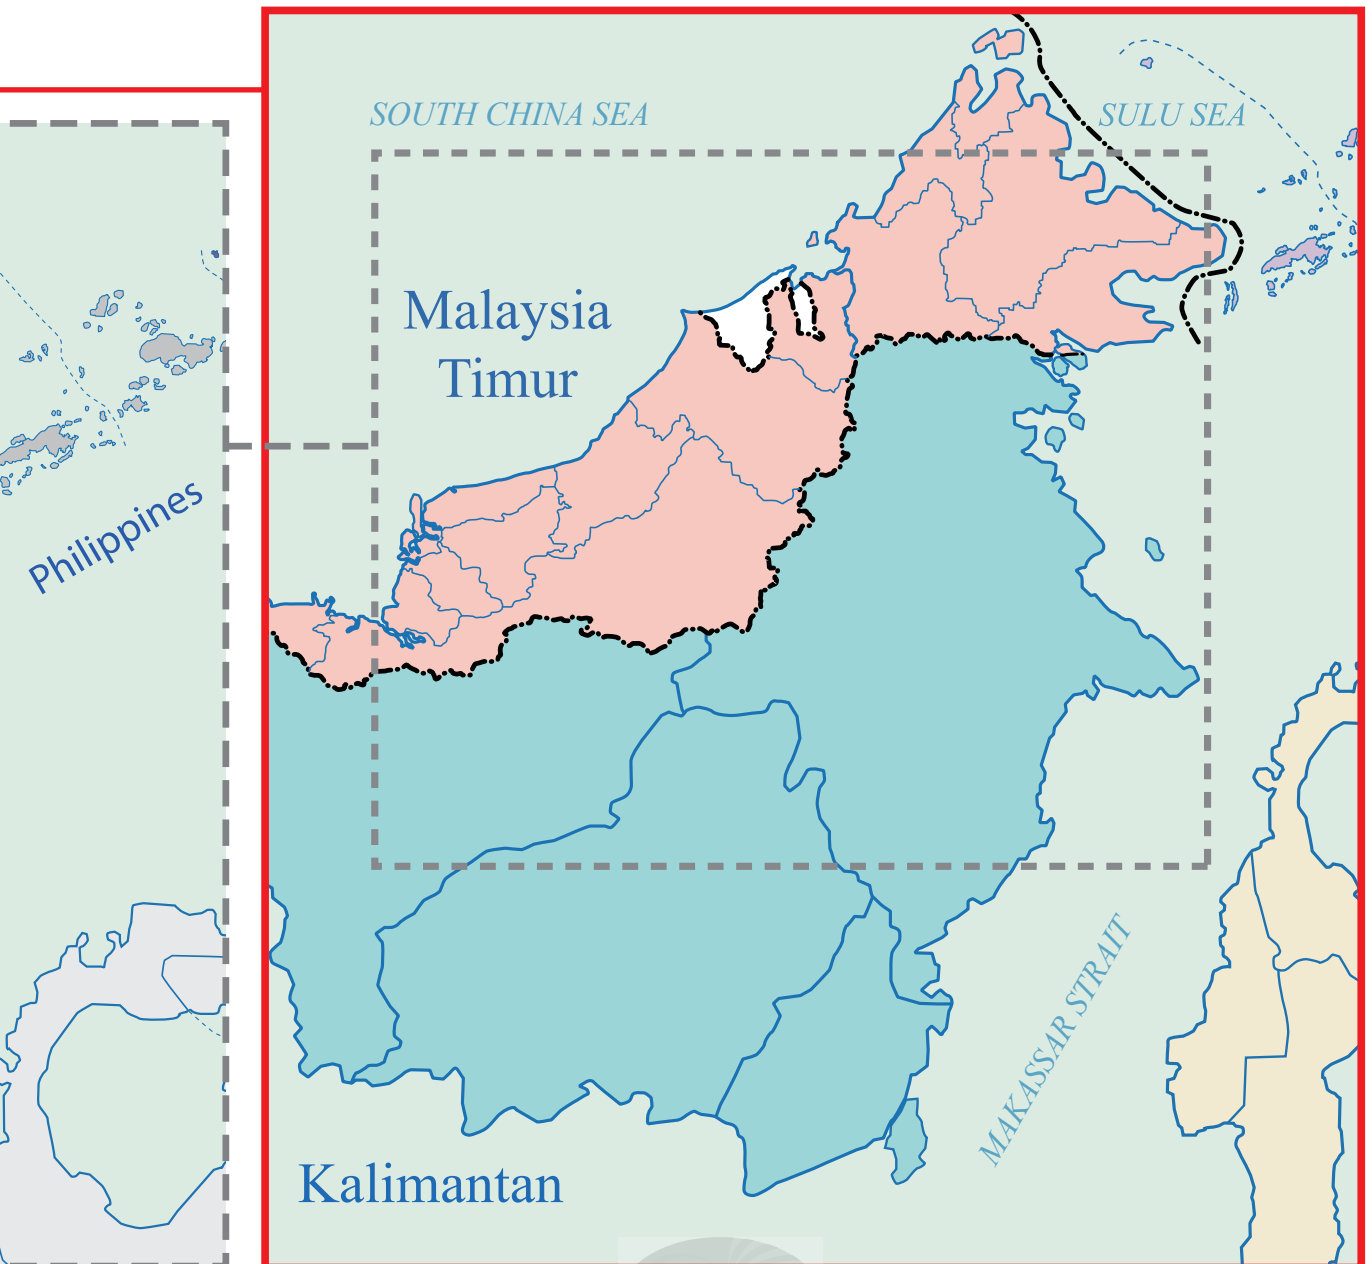 SOUTH CHINA SEA
SULU SEA
Malaysia
Timur
Philippines
MAKASSAR STRAIT
Kalimantan